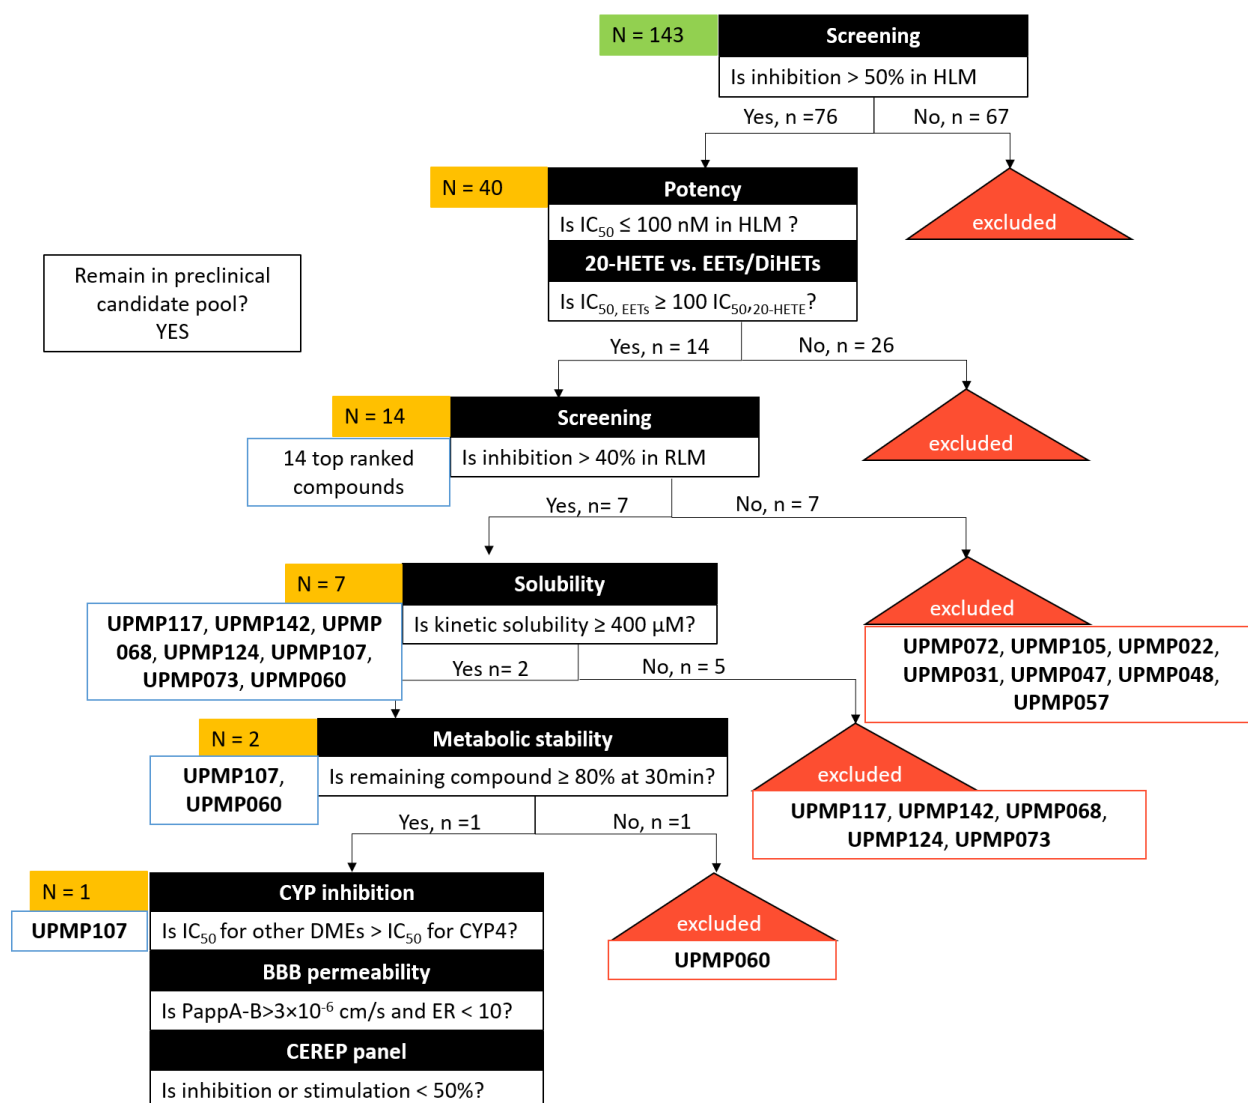 N = 143
Screening
Is inhibition > 50% in HLM
Yes, n =76
No, n = 67
excluded
N = 40
Potency
Is IC50 ≤ 100 nM in HLM ?
20-HETE vs. EETs/DiHETs
Is IC50, EETs ≥ 100 IC50,20-HETE?
Remain in preclinical
candidate pool?
YES
Yes, n = 14
No, n = 26
excluded
N = 14
Screening
14 top ranked
compounds
Is inhibition > 40% in RLM
Yes, n= 7
No, n = 7
excluded
UPMP072, UPMP105, UPMP022,
UPMP031, UPMP047, UPMP048,
UPMP057
N = 7
Solubility
UPMP117, UPMP142, UPMP
068, UPMP124, UPMP107,
UPMP073, UPMP060
Is kinetic solubility ≥ 400 µM?
Yes n= 2
No, n = 5
excluded
UPMP117, UPMP142, UPMP068,
UPMP124, UPMP073
N = 2
Metabolic stability
UPMP107,
UPMP060
Is remaining compound ≥ 80% at 30min?
Yes, n =1
No, n =1
excluded
UPMP060
N = 1
CYP inhibition
UPMP107
Is IC50 for other DMEs > IC50 for CYP4?
BBB permeability
Is PappA-B>3×10-6 cm/s and ER < 10?
CEREP panel
Is inhibition or stimulation < 50%?